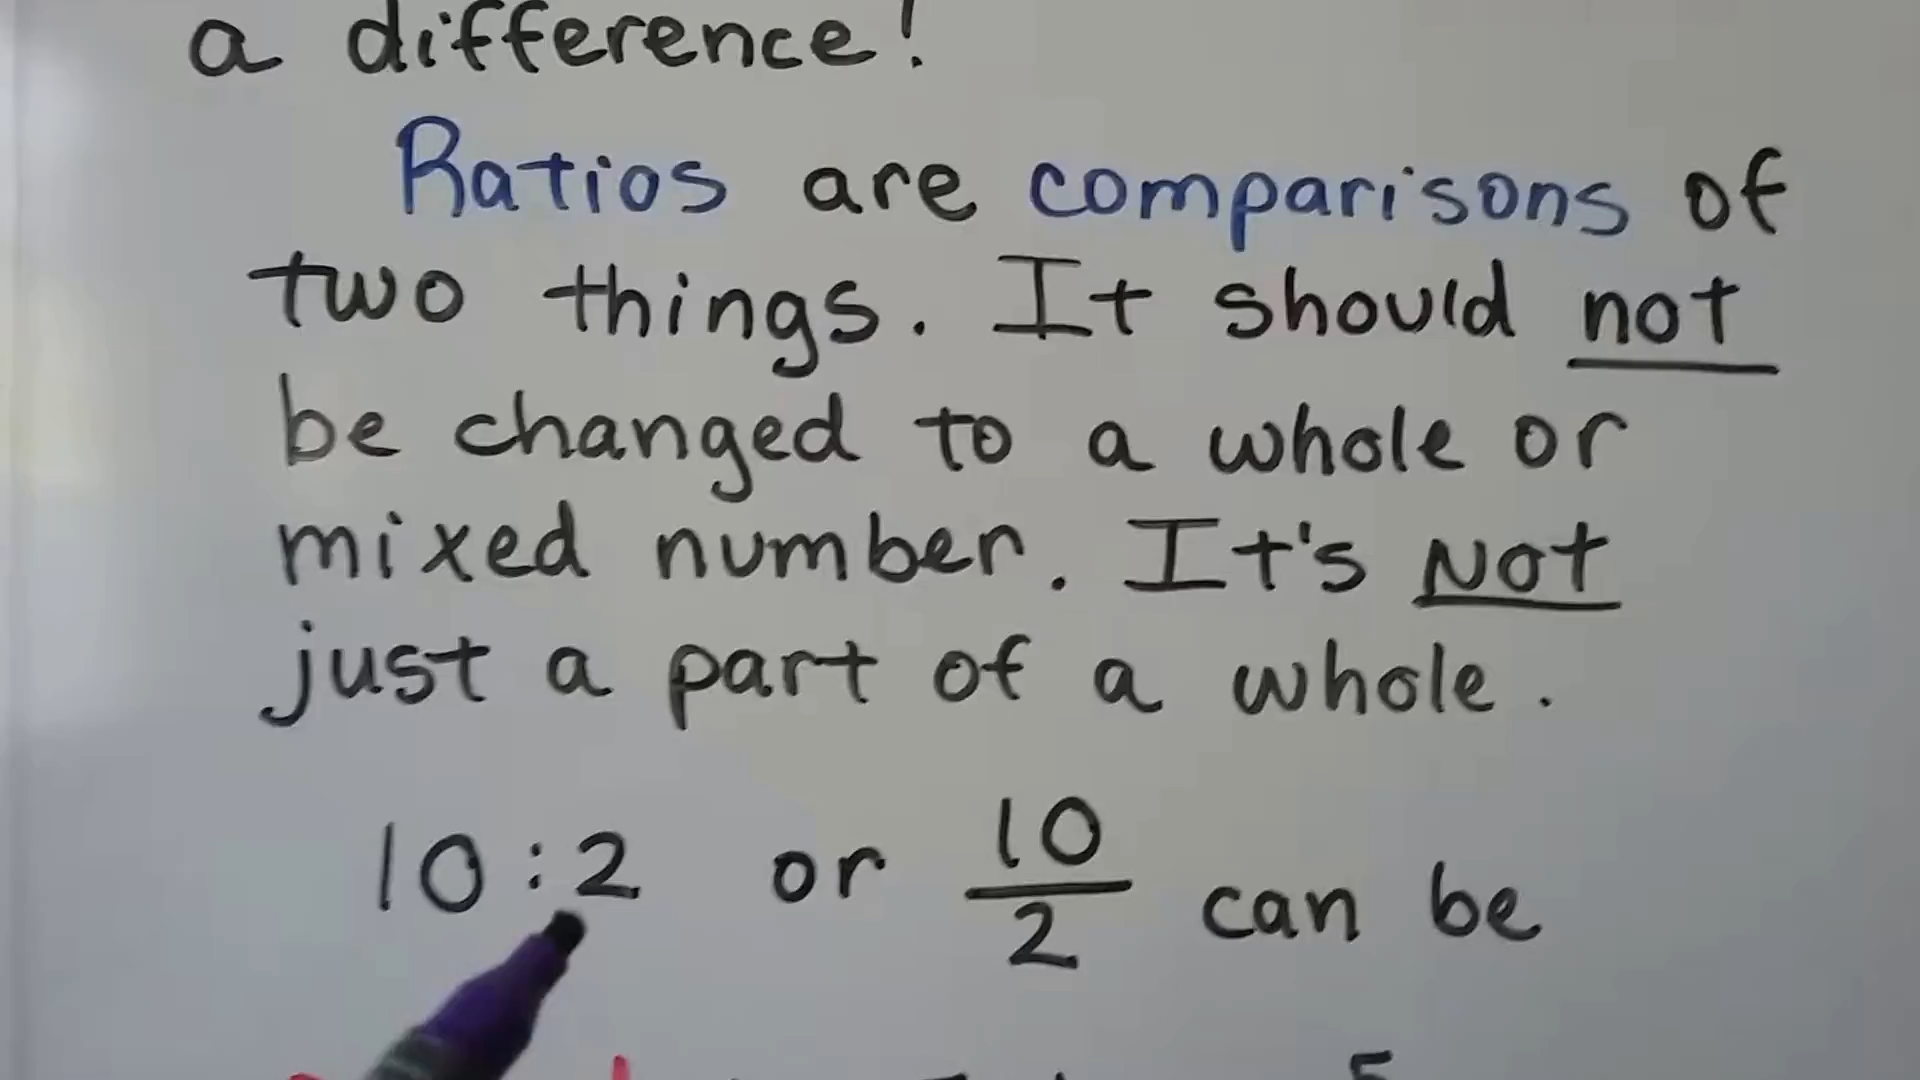 a difference!
Ratios are comparisons of
two things. It should not
be changed to a whole or
mixed number. It's Not
just a part of a whole.
10:2 or 10/2 can be
5